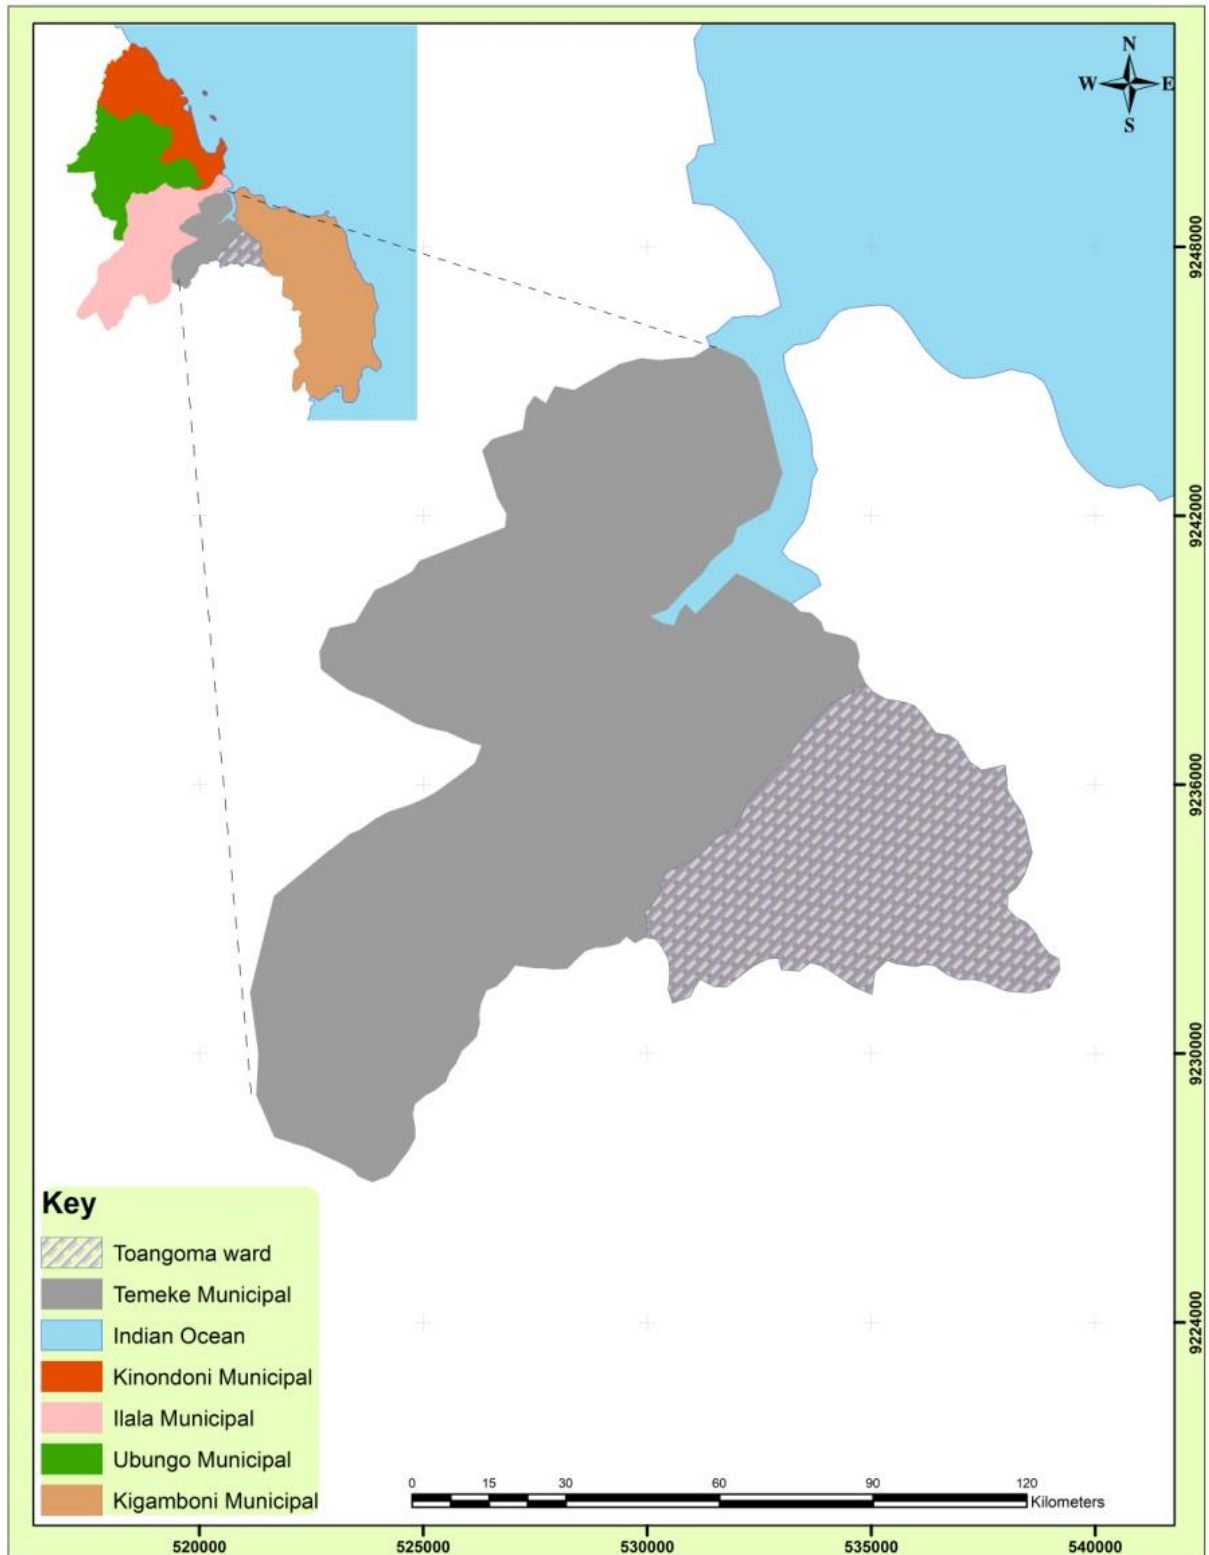 N
W E
S
9248000
9242000
9236000
9230000
9224000
Key
Toangoma ward
Temeke Municipal
Indian Ocean
Kinondoni Municipal
Ilala Municipal
Ubungo Municipal
Kigamboni Municipal
0 15 30 60 90 120
Kilometers
520000 525000 530000 535000 540000